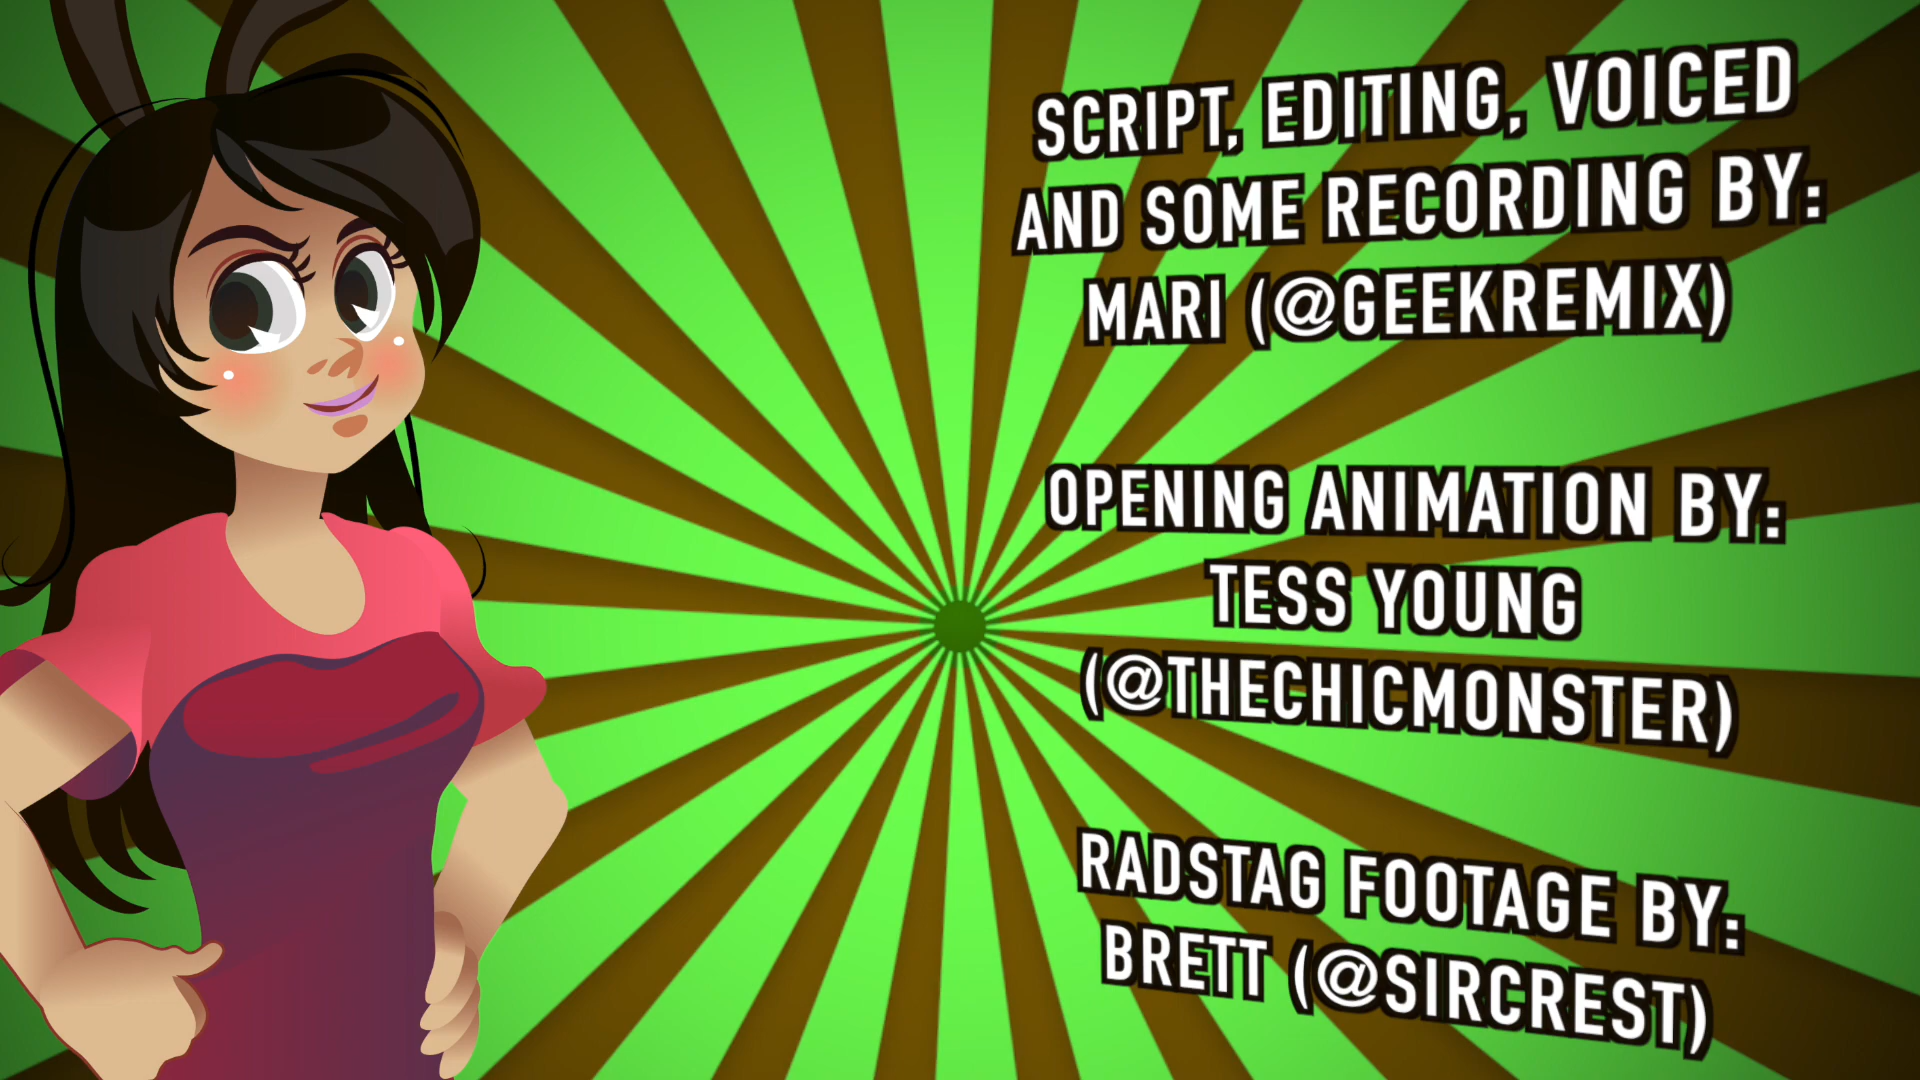 SCRIPT, EDITING, VOICED
AND SOME RECORDING BY:
MARI (@GEEKREMIX)
OPENING ANIMATION BY:
TESS YOUNG
(@THECHICMONSTER)
RADSTAG FOOTAGE BY:
BRETT (@SIRCREST)